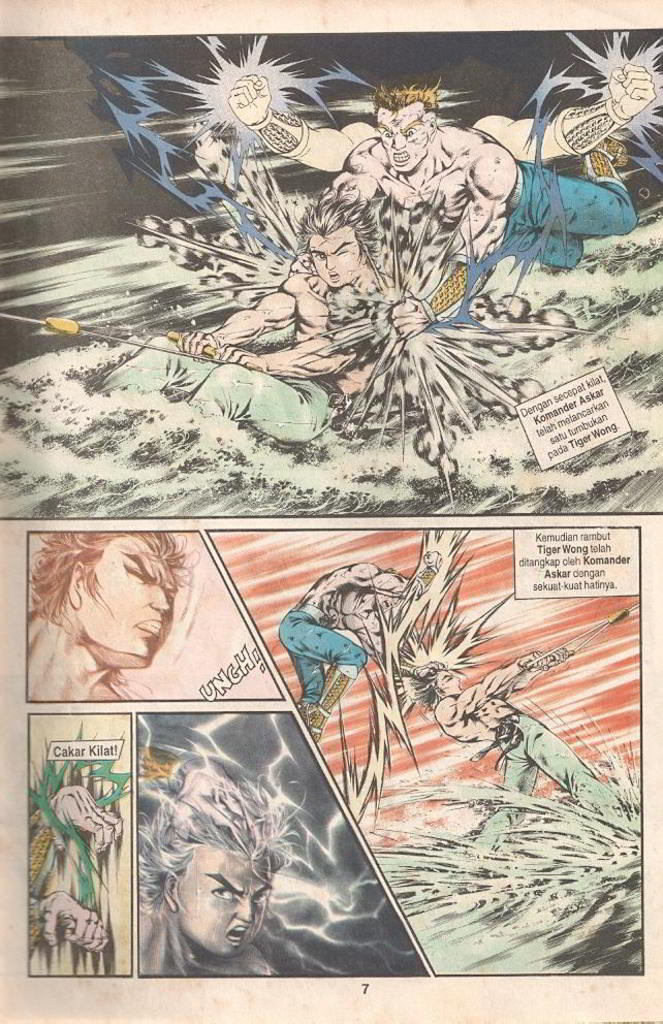 Dengan secepat kilat,
Komander Askar
telah melancarkan
satu tumbukan
pada Tiger Wong.
UNGH!
Kemudian rambut
Tiger Wong telah
ditangkap oleh Komander
Askar dengan
sekuat-kuat hatinya.
Cakar Kilat!
7